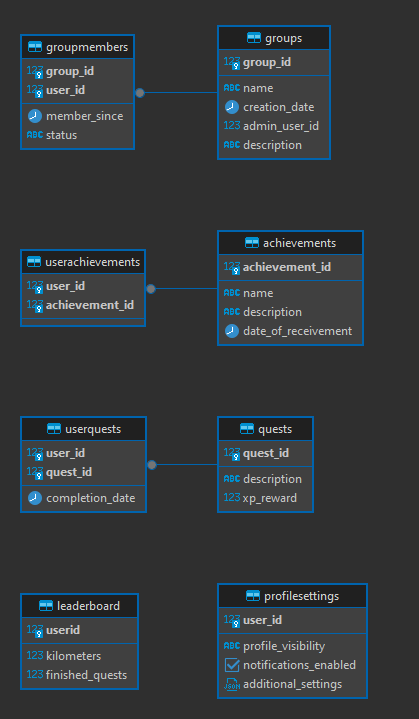 groupmembers
123 group_id
123 user_id
member_since
ABC status
groups
123 group_id
ABC name
creation_date
123 admin_user_id
ABC description
userachievements
123 user_id
123 achievement_id
achievements
123 achievement_id
ABC name
ABC description
date_of_receivement
userquests
123 user_id
123 quest_id
completion_date
quests
123 quest_id
ABC description
123 xp_reward
leaderboard
123 userid
123 kilometers
123 finished_quests
profilesettings
123 user_id
ABC profile_visibility
notifications_enabled
JSON additional_settings